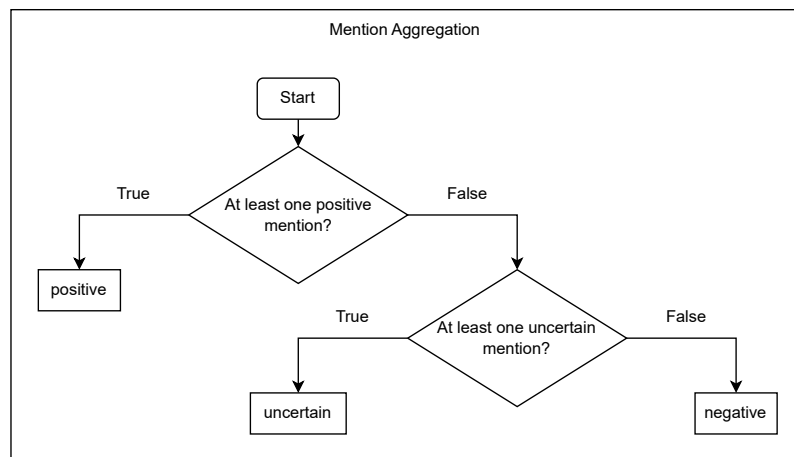 Mention Aggregation
Start
True
At least one positive
mention?
False
positive
True
At least one uncertain
mention?
False
uncertain
negative